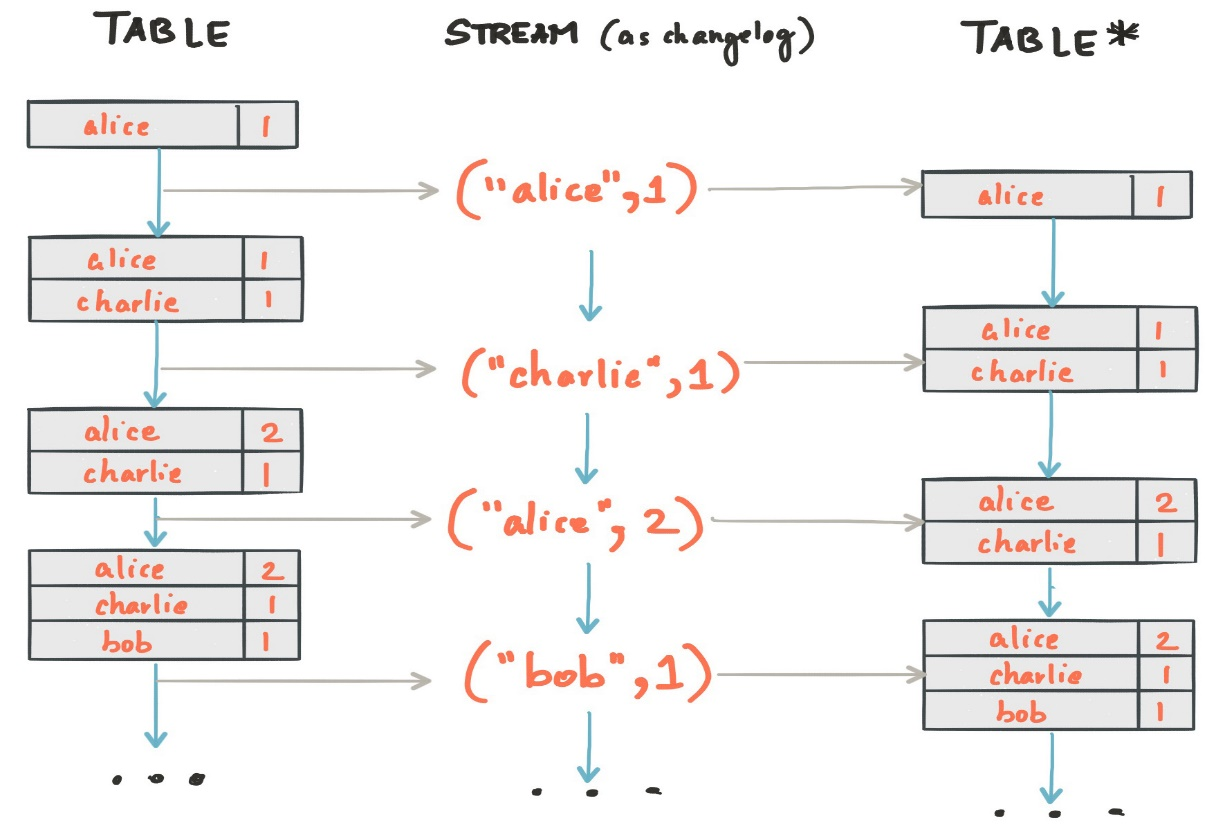 TABLE
STREAM (as changelog)
TABLE*
alice 1
("alice",1)
alice 1
alice 1
charlie 1
("charlie",1)
alice 1
charlie 1
alice 2
charlie 1
("alice", 2)
alice 2
charlie 1
alice 2
charlie 1
bob 1
("bob",1)
alice 2
charlie 1
bob 1
...
...
...